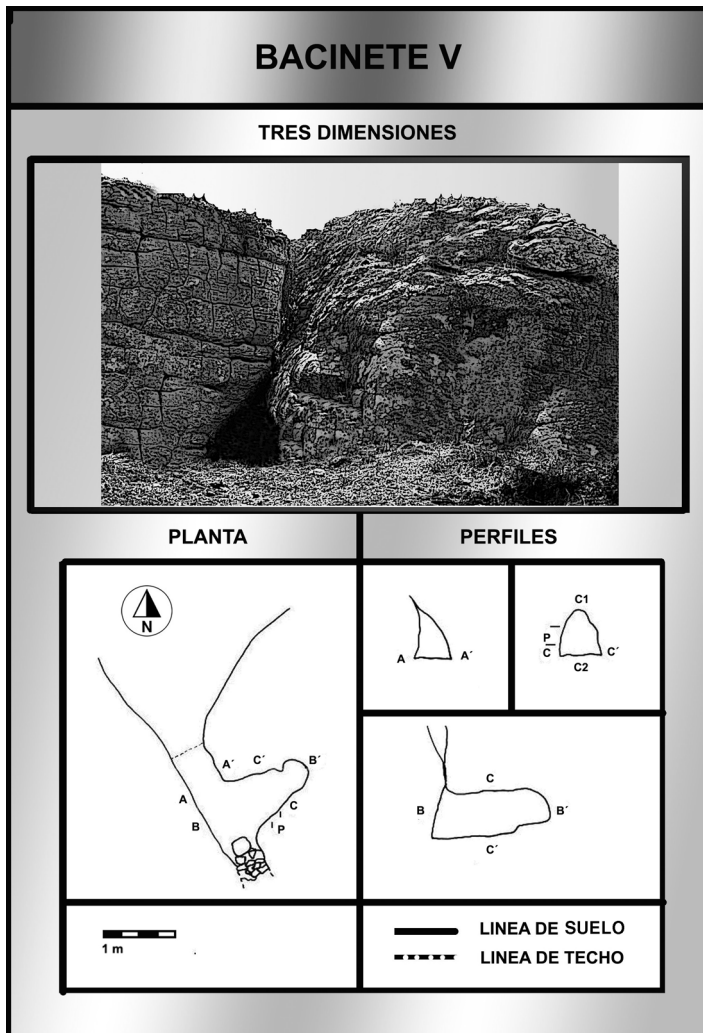 BACINETE V
TRES DIMENSIONES
PLANTA
PERFILES
N
A´
C´
B´
A
C
B
P
A
A´
C1
P
C
C´
C2
C
B
B´
C´
1 m
LINEA DE SUELO
LINEA DE TECHO